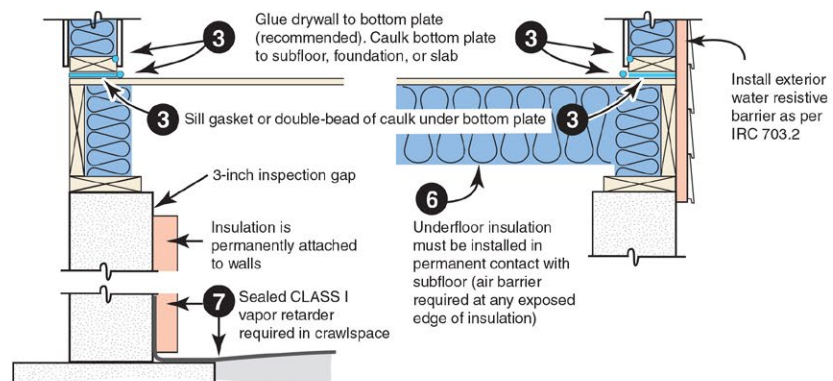 Glue drywall to bottom plate
(recommended). Caulk bottom plate
to subfloor, foundation, or slab
3
3
Install exterior
water resistive
barrier as per
IRC 703.2
3 Sill gasket or double-bead of caulk under bottom plate 3
3-inch inspection gap
Insulation is
permanently attached
to walls
6
Underfloor insulation
must be installed in
permanent contact with
subfloor (air barrier
required at any exposed
edge of insulation)
7 Sealed CLASS I
vapor retarder
required in crawlspace